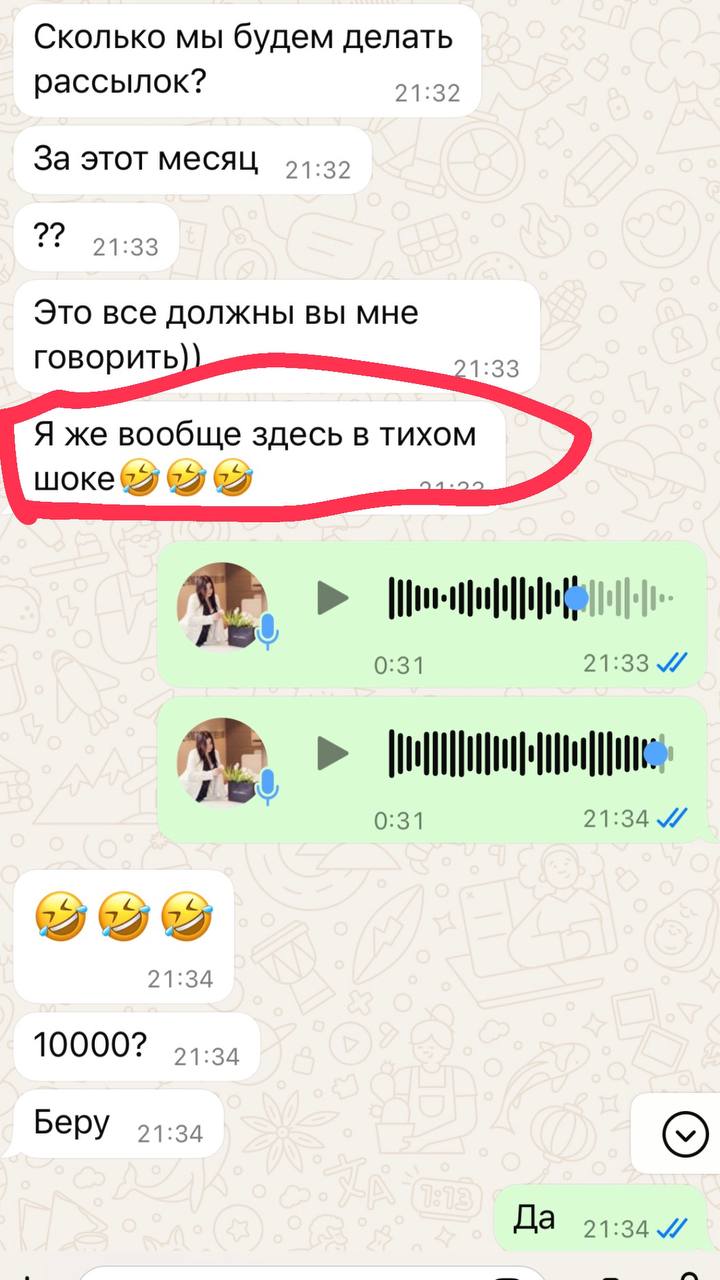 Сколько мы будем делать
рассылок?
21:32
За этот месяц 21:32
?? 21:33
Это все должны вы мне
говорить))
21:33
Я же вообще здесь в тихом
шоке🤣🤣🤣
21:33
0:31 21:33
0:31 21:34
🤣🤣🤣
21:34
10000? 21:34
Беру 21:34
Да 21:34